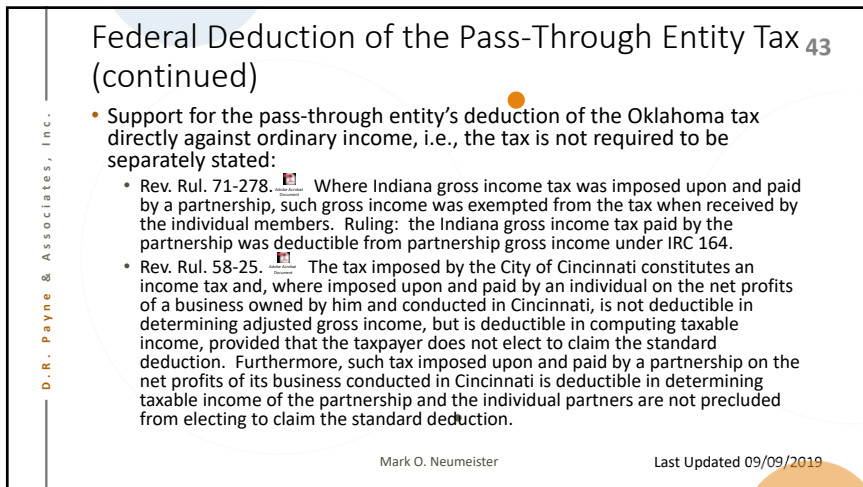 Federal Deduction of the Pass-Through Entity Tax 43
(continued)
D.R. Payne & Associates, Inc.
• Support for the pass-through entity's deduction of the Oklahoma tax
directly against ordinary income, i.e., the tax is not required to be
separately stated:
• Rev. Rul. 71-278. Adobe Acrobat Document Where Indiana gross income tax was imposed upon and paid
by a partnership, such gross income was exempted from the tax when received by
the individual members. Ruling: the Indiana gross income tax paid by the
partnership was deductible from partnership gross income under IRC 164.
• Rev. Rul. 58-25. Adobe Acrobat Document The tax imposed by the City of Cincinnati constitutes an
income tax and, where imposed upon and paid by an individual on the net profits
of a business owned by him and conducted in Cincinnati, is not deductible in
determining adjusted gross income, but is deductible in computing taxable
income, provided that the taxpayer does not elect to claim the standard
deduction. Furthermore, such tax imposed upon and paid by a partnership on the
net profits of its business conducted in Cincinnati is deductible in determining
taxable income of the partnership and the individual partners are not precluded
from electing to claim the standard deduction.
Mark O. Neumeister
Last Updated 09/09/2019